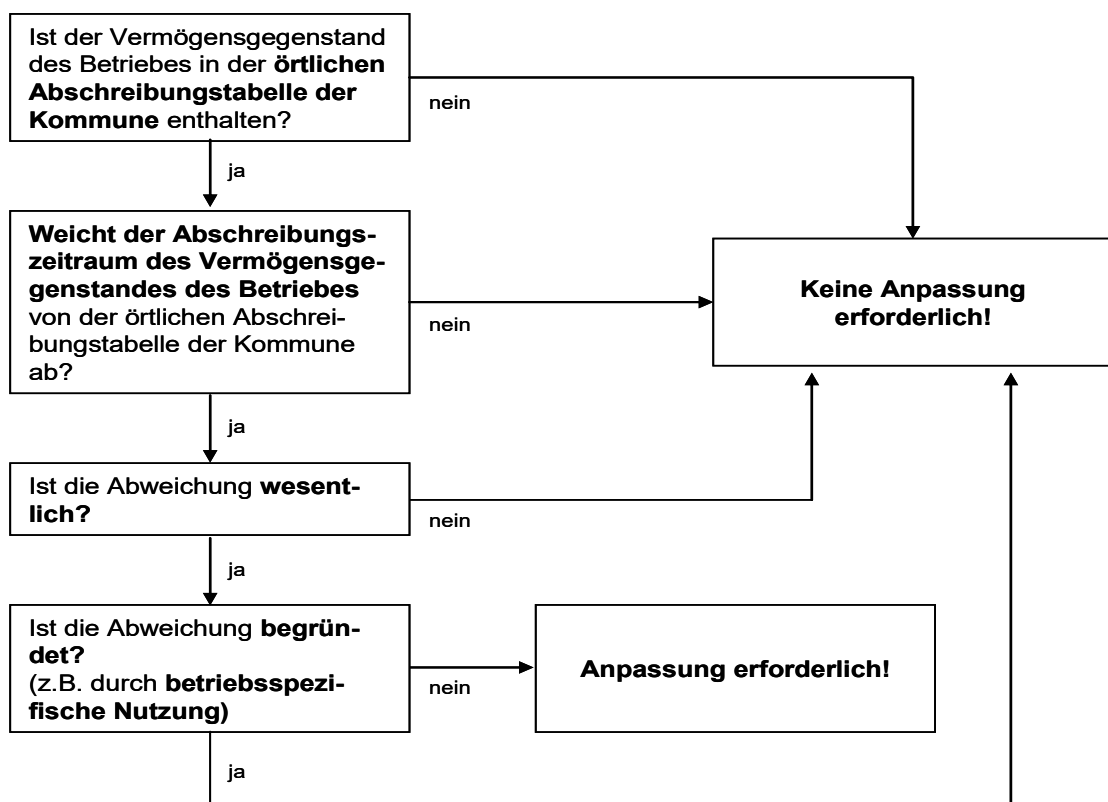 Ist der Vermögensgegenstand
des Betriebes in der örtlichen
Abschreibungstabelle der
Kommune enthalten?
nein
ja
Weicht der Abschreibungs-
zeitraum des Vermögensge-
genstandes des Betriebes
von der örtlichen Abschrei-
bungstabelle der Kommune
ab?
nein
Keine Anpassung
erforderlich!
ja
Ist die Abweichung wesent-
lich?
nein
ja
Ist die Abweichung begrün-
det?
(z.B. durch betriebsspezi-
fische Nutzung)
nein
Anpassung erforderlich!
ja